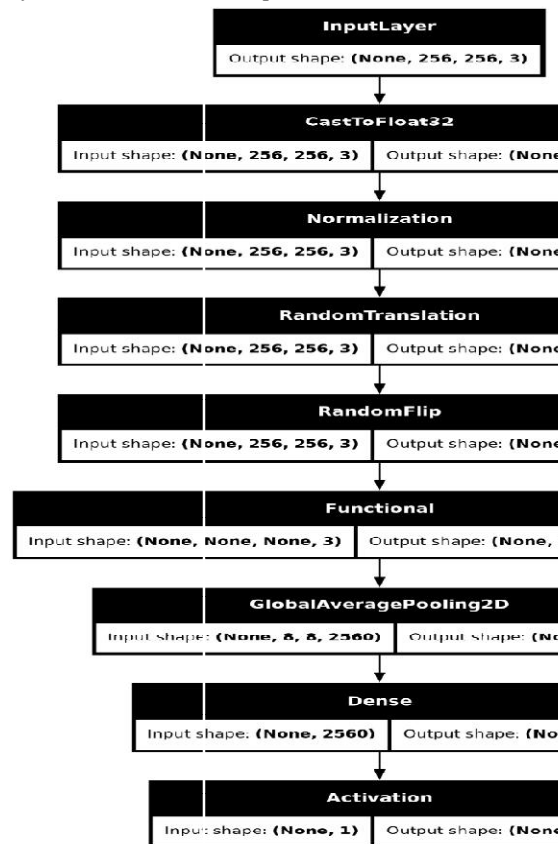 InputLayer
Output shape: (None, 256, 256, 3)
CastToFloat32
Input shape: (None, 256, 256, 3) Output shape: (None
Normalization
Input shape: (None, 256, 256, 3) Output shape: (None
RandomTranslation
Input shape: (None, 256, 256, 3) Output shape: (None
RandomFlip
Input shape: (None, 256, 256, 3) Output shape: (None
Functional
Input shape: (None, None, None, 3) Output shape: (None,
GlobalAveragePooling2D
Input shape: (None, 8, 8, 2560) Output shape: (No
Dense
Input shape: (None, 2560) Output shape: (No
Activation
Input shape: (None, 1) Output shape: (None